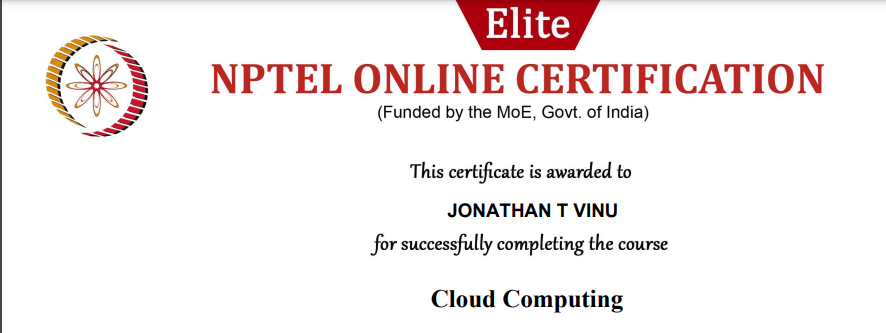 Elite
NPTEL ONLINE CERTIFICATION
(Funded by the MoE, Govt. of India)
This certificate is awarded to
JONATHAN T VINU
for successfully completing the course
Cloud Computing